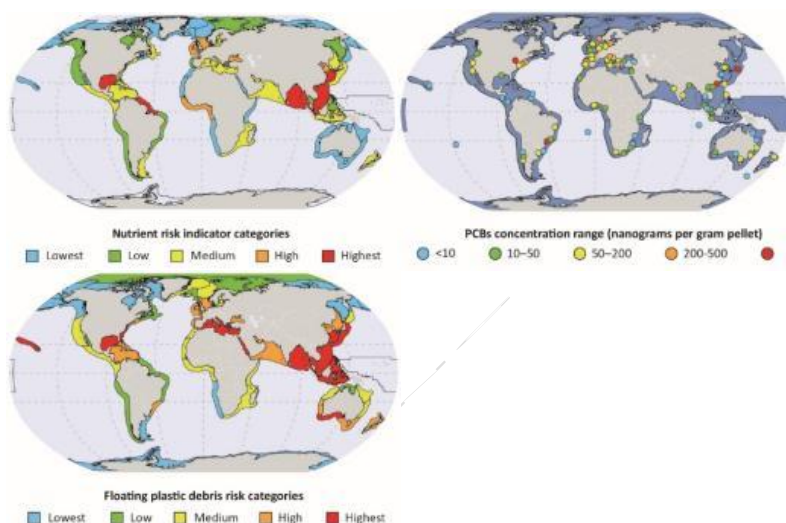 Nutrient risk indicator categories
Lowest Low Medium High Highest
PCBs concentration range (nanograms per gram pellet)
<10 10–50 50–200 200-500
Floating plastic debris risk categories
Lowest Low Medium High Highest